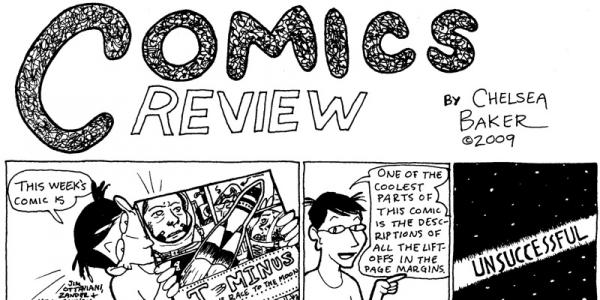 COMICS
REVIEW
BY CHELSEA
BAKER
©2009
THIS WEEK'S
COMIC IS
JIM
OTTAVIANI,
ZANDER +
T-MINUS
RACE TO THE MOON
ONE OF THE
COOLEST
PARTS OF
THIS COMIC
IS THE DESC-
RIPTIONS OF
ALL THE LIFT-
OFFS IN THE
PAGE MARGINS.
UNSUCCESSFUL